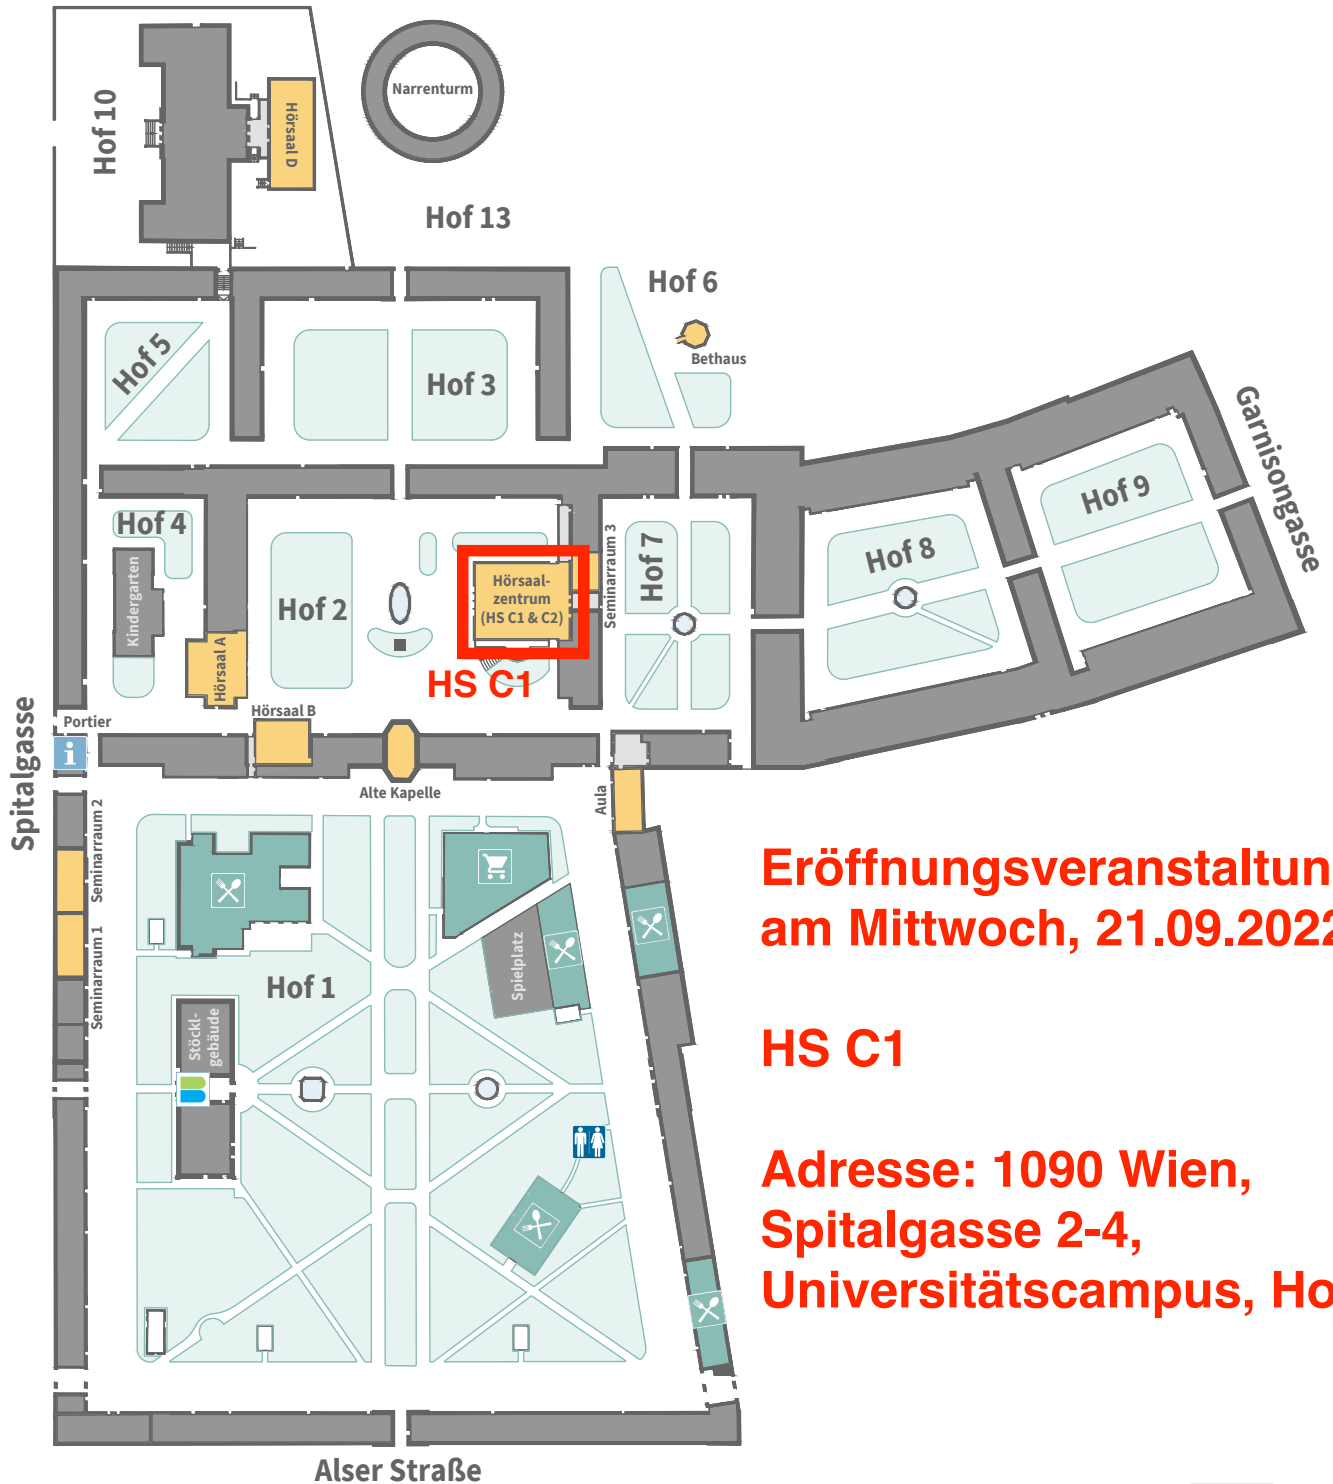 Narrenturm
Hof 10
Hörsaal D
Hof 13
Hof 6
Bethaus
Hof 5
Hof 3
Garnisongasse
Hof 9
Hof 4
Hof 8
Hof 7
Seminarraum 3
Kindergarten
Hof 2
Hörsaal-
zentrum
(HS C1 & C2)
HS C1
Hörsaal A
Hörsaal B
Portier
i
Spitalgasse
Alte Kapelle
Aula
Seminarraum 2
Seminarraum 1
Spielplatz
Hof 1
Stöckl-
gebäude
Eröffnungsveranstaltun
am Mittwoch, 21.09.2022
HS C1
Adresse: 1090 Wien,
Spitalgasse 2-4,
Universitätscampus, Ho
Alser Straße